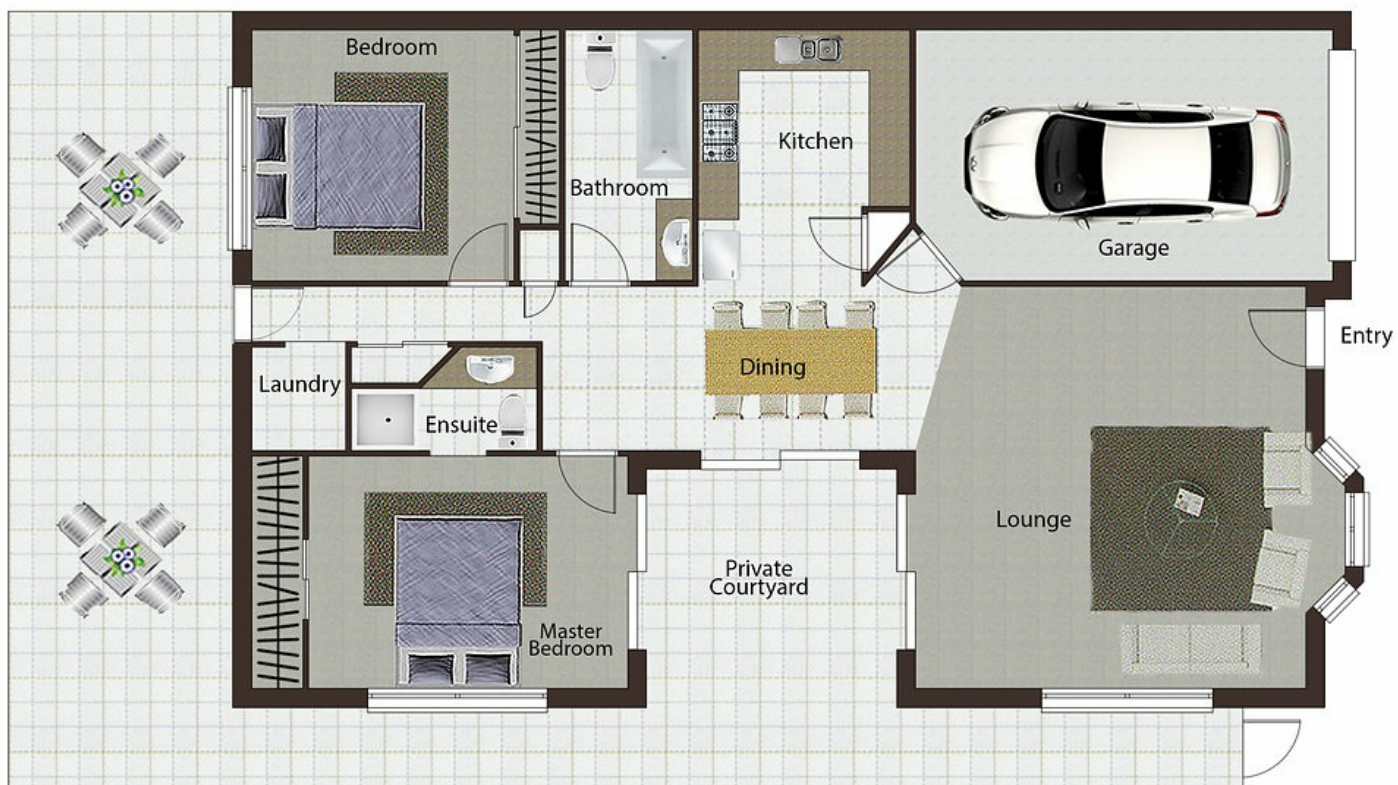 Bedroom
Bathroom
Kitchen
Garage
Entry
Laundry
Ensuite
Dining
Lounge
Master
Bedroom
Private
Courtyard